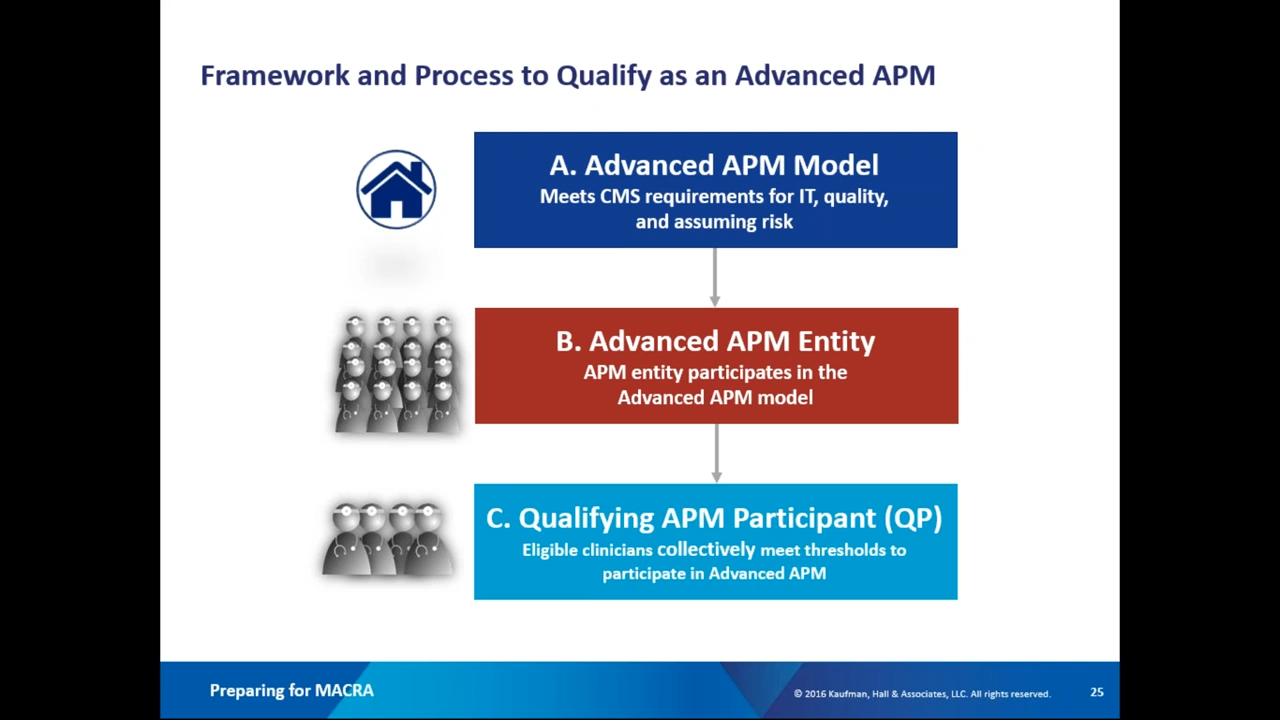 Framework and Process to Qualify as an Advanced APM
A. Advanced APM Model
Meets CMS requirements for IT, quality,
and assuming risk
B. Advanced APM Entity
APM entity participates in the
Advanced APM model
C. Qualifying APM Participant (QP)
Eligible clinicians collectively meet thresholds to
participate in Advanced APM
Preparing for MACRA
© 2016 Kaufman, Hall & Associates, LLC. All rights reserved.
25